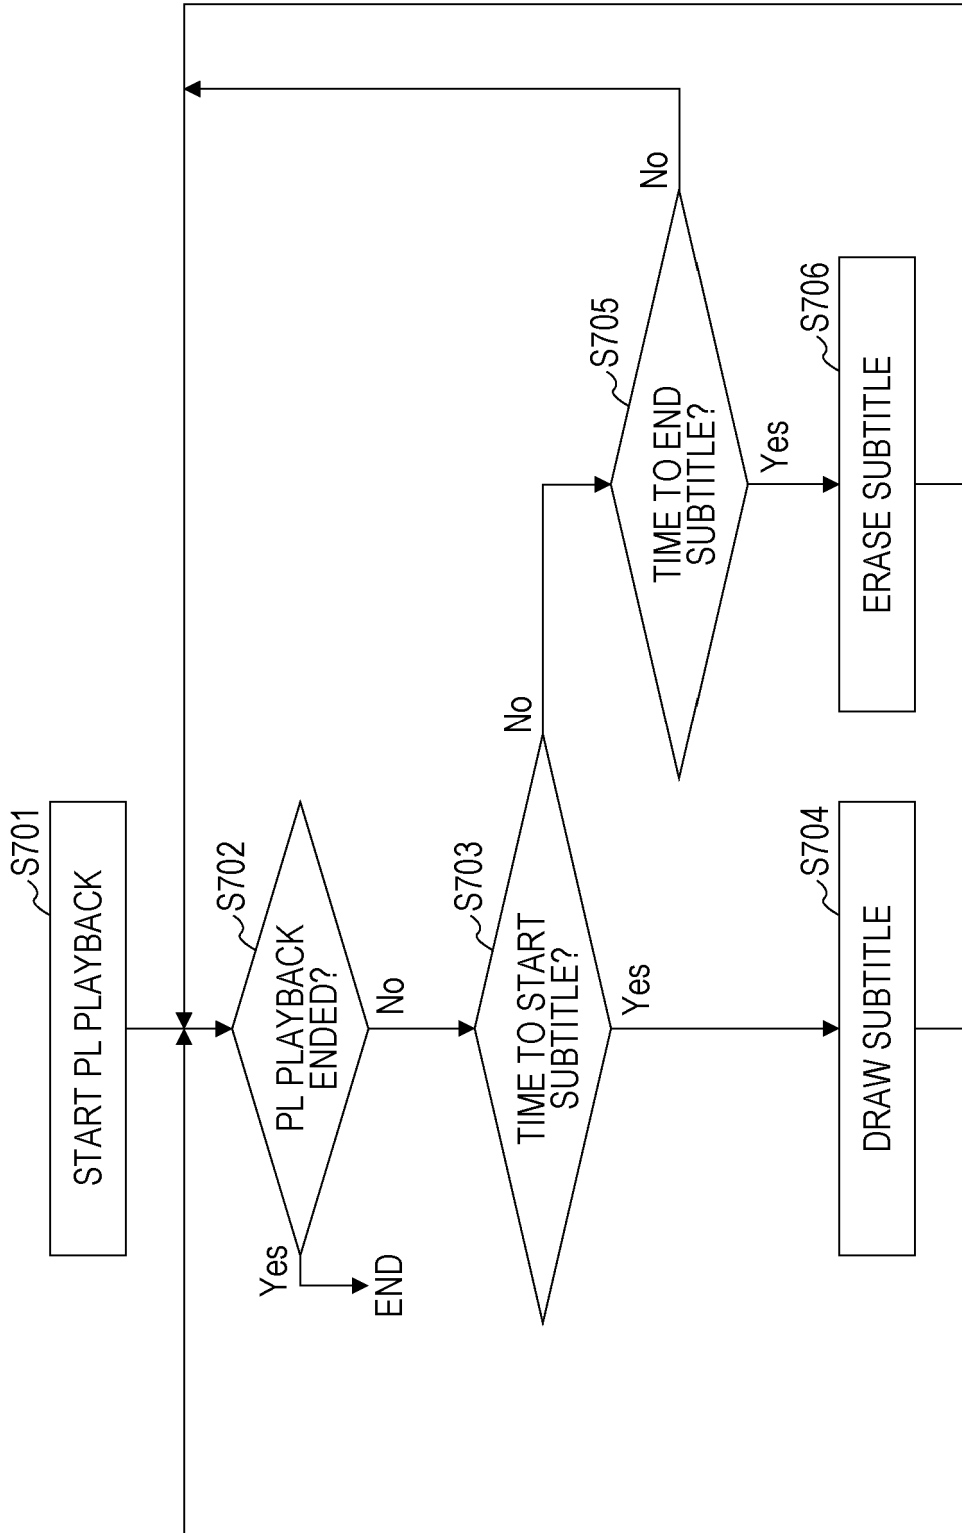 S701
START PL PLAYBACK
S702
PL PLAYBACK
ENDED?
Yes
END
No
S703
TIME TO START
SUBTITLE?
No
Yes
S704
DRAW SUBTITLE
S705
TIME TO END
SUBTITLE?
No
Yes
S706
ERASE SUBTITLE